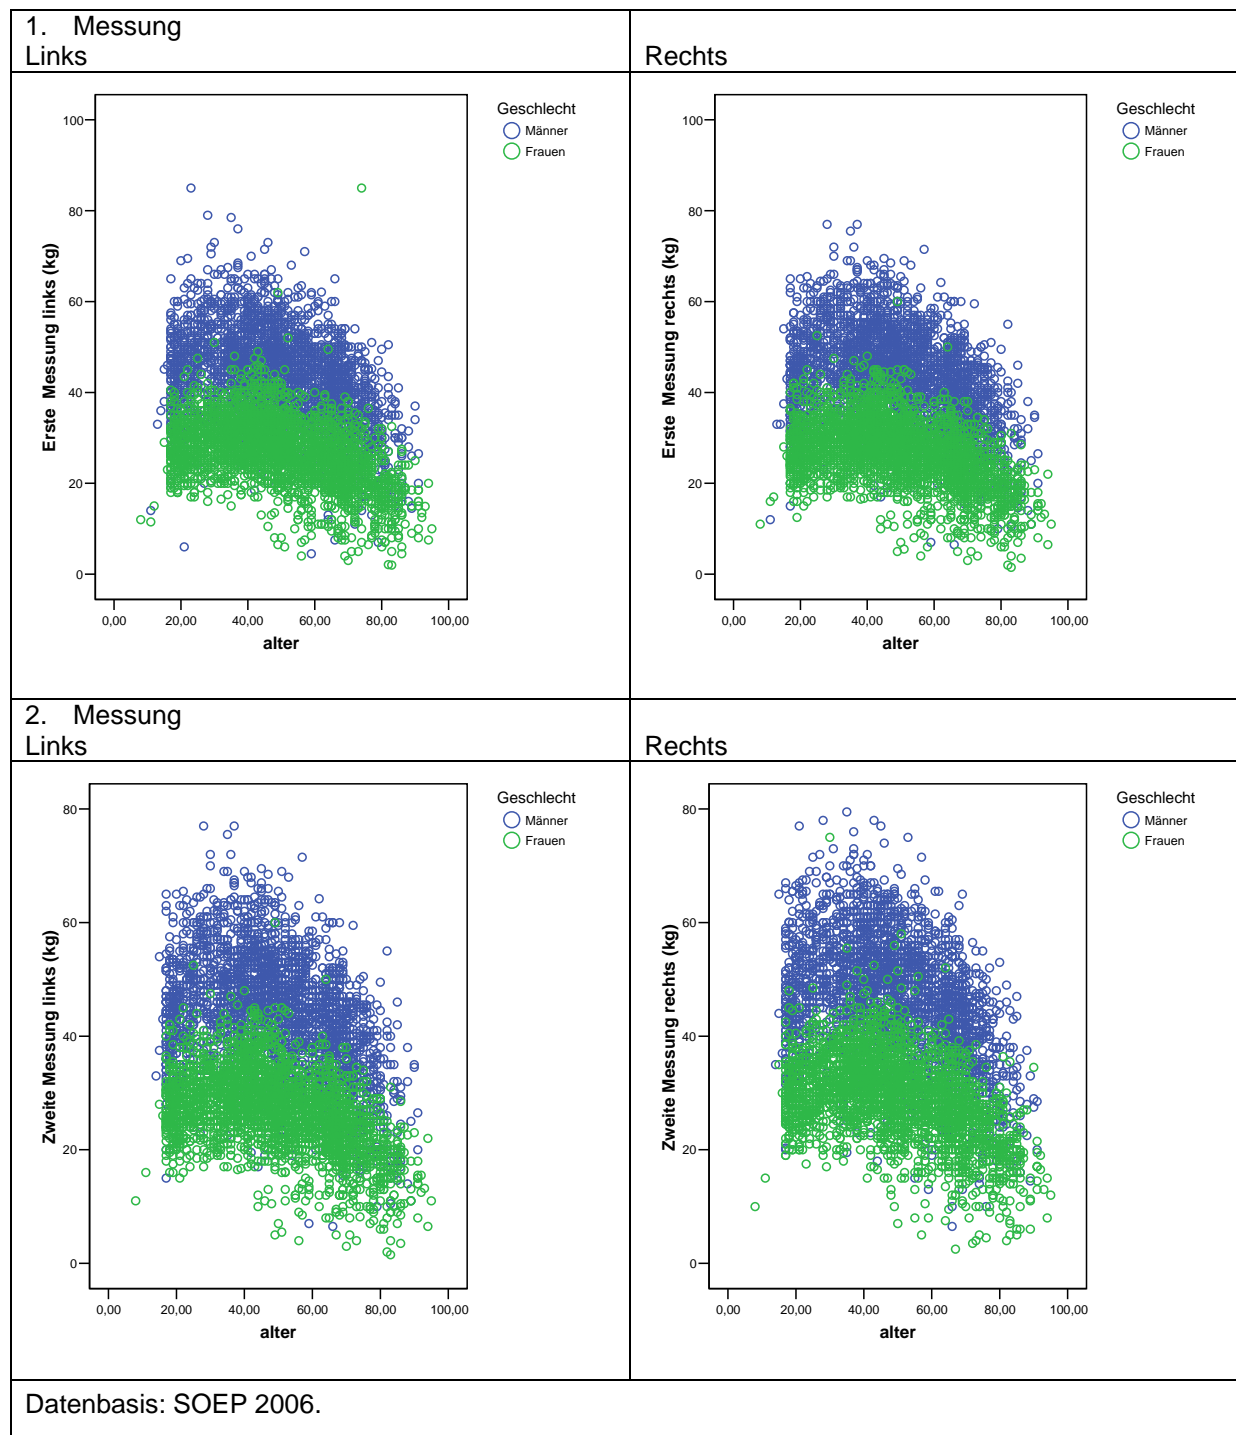 1. Messung
Links
Rechts
Geschlecht
Männer
Frauen
100
80
60
40
20
0
Erste Messung links (kg)
0,00 20,00 40,00 60,00 80,00 100,00
alter
Geschlecht
Männer
Frauen
100
80
60
40
20
0
Erste Messung rechts (kg)
0,00 20,00 40,00 60,00 80,00 100,00
alter
2. Messung
Links
Rechts
Geschlecht
Männer
Frauen
80
60
40
20
0
Zweite Messung links (kg)
0,00 20,00 40,00 60,00 80,00 100,00
alter
Geschlecht
Männer
Frauen
80
60
40
20
0
Zweite Messung rechts (kg)
0,00 20,00 40,00 60,00 80,00 100,00
alter
Datenbasis: SOEP 2006.